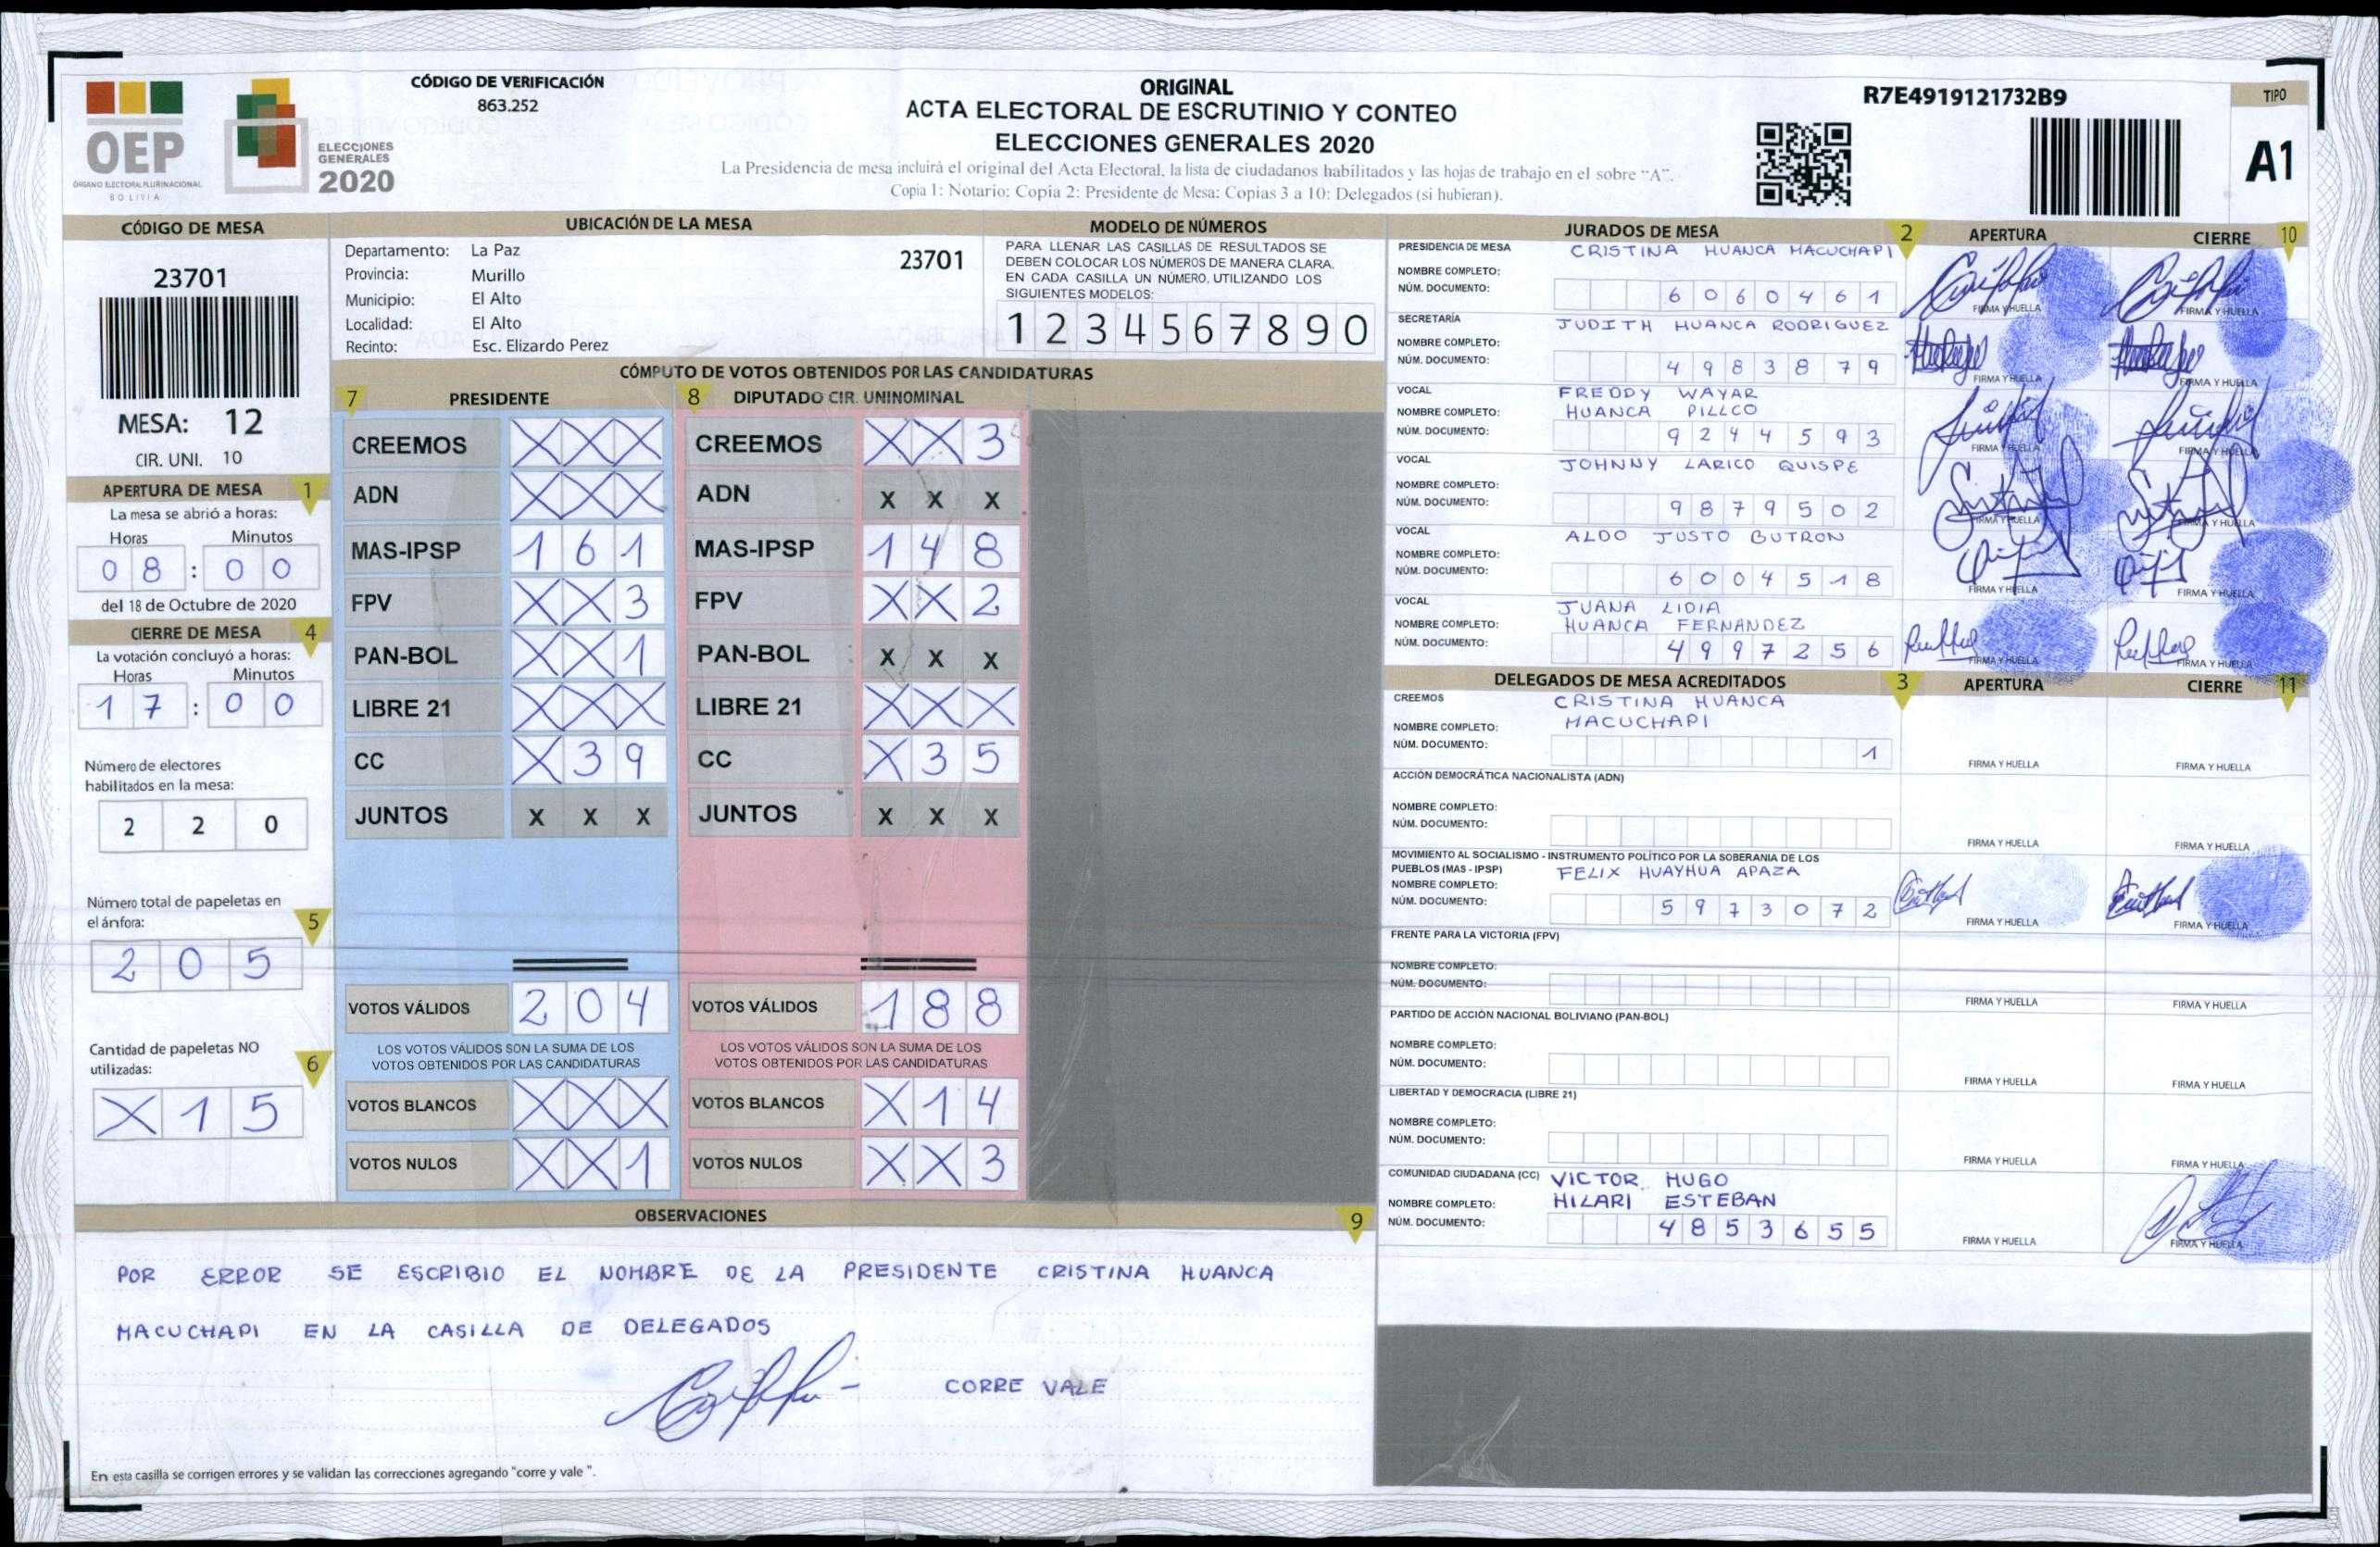 OEP
ÓRGANO ELECTORAL PLURINACIONAL
BOLIVIA
ELECCIONES
GENERALES
2020
CÓDIGO DE VERIFICACIÓN
863.252
ORIGINAL
ACTA ELECTORAL DE ESCRUTINIO Y CONTEO
ELECCIONES GENERALES 2020
La Presidencia de mesa incluirá el original del Acta Electoral, la lista de ciudadanos habilitados y las hojas de trabajo en el sobre "A".
Copia 1: Notario; Copia 2: Presidente de Mesa: Copias 3 a 10: Delegados (si hubieran).
R7E4919121732B9
TIPO
A1
CÓDIGO DE MESA
23701
MESA: 12
CIR. UNI. 10
APERTURA DE MESA 1
La mesa se abrió a horas:
Horas Minutos
0 8 : 0 0
del 18 de Octubre de 2020
CIERRE DE MESA 4
La votación concluyó a horas:
Horas Minutos
1 7 : 0 0
Número de electores
habilitados en la mesa:
2 2 0
Número total de papeletas en
el ánfora: 5
2 0 5
Cantidad de papeletas NO
utilizadas: 6
X 1 5
UBICACIÓN DE LA MESA
Departamento: La Paz
23701
Provincia: Murillo
Municipio: El Alto
Localidad: El Alto
Recinto: Esc. Elizardo Perez
MODELO DE NÚMEROS
PARA LLENAR LAS CASILLAS DE RESULTADOS SE
DEBEN COLOCAR LOS NÚMEROS DE MANERA CLARA.
EN CADA CASILLA UN NÚMERO, UTILIZANDO LOS
SIGUIENTES MODELOS:
1 2 3 4 5 6 7 8 9 0
CÓMPUTO DE VOTOS OBTENIDOS POR LAS CANDIDATURAS
7 PRESIDENTE
CREEMOS X X X
ADN X X X
MAS-IPSP 1 6 1
FPV X X 3
PAN-BOL X X 1
LIBRE 21 X X X
CC X 3 9
JUNTOS X X X
VOTOS VÁLIDOS 2 0 4
LOS VOTOS VÁLIDOS SON LA SUMA DE LOS
VOTOS OBTENIDOS POR LAS CANDIDATURAS
VOTOS BLANCOS X X X
VOTOS NULOS X X 1
8 DIPUTADO CIR. UNINOMINAL
CREEMOS X X 3
ADN X X X
MAS-IPSP 1 4 8
FPV X X 2
PAN-BOL X X X
LIBRE 21 X X X
CC X 3 5
JUNTOS X X X
VOTOS VÁLIDOS 1 8 8
LOS VOTOS VÁLIDOS SON LA SUMA DE LOS
VOTOS OBTENIDOS POR LAS CANDIDATURAS
VOTOS BLANCOS X 1 4
VOTOS NULOS X X 3
OBSERVACIONES 9
POR ERROR SE ESCRIBIO EL NOMBRE DE LA PRESIDENTE CRISTINA HUANCA
MACUCHAPI EN LA CASILLA DE DELEGADOS
CORRE VALE
En esta casilla se corrigen errores y se validan las correcciones agregando "corre y vale ".
JURADOS DE MESA 2 APERTURA CIERRE 10
PRESIDENCIA DE MESA CRISTINA HUANCA MACUCHAPI
NOMBRE COMPLETO:
NÚM. DOCUMENTO: 6 0 6 0 4 6 1
FIRMA Y HUELLA FIRMA Y HUELLA
SECRETARÍA JUDITH HUANCA RODRIGUEZ
NOMBRE COMPLETO:
NÚM. DOCUMENTO: 4 9 8 3 8 7 9
FIRMA Y HUELLA FIRMA Y HUELLA
VOCAL FREDDY WAYAR
NOMBRE COMPLETO: HUANCA PILLCO
NÚM. DOCUMENTO: 9 2 4 4 5 9 3
FIRMA Y HUELLA FIRMA Y HUELLA
VOCAL JOHNNY LARICO QUISPE
NOMBRE COMPLETO:
NÚM. DOCUMENTO: 9 8 7 9 5 0 2
FIRMA Y HUELLA FIRMA Y HUELLA
VOCAL ALDO JUSTO BUTRON
NOMBRE COMPLETO:
NÚM. DOCUMENTO: 6 0 0 4 5 1 8
FIRMA Y HUELLA FIRMA Y HUELLA
VOCAL JUANA LIDIA
NOMBRE COMPLETO: HUANCA FERNANDEZ
NÚM. DOCUMENTO: 4 9 9 7 2 5 6
FIRMA Y HUELLA FIRMA Y HUELLA
DELEGADOS DE MESA ACREDITADOS 3 APERTURA CIERRE 11
CREEMOS CRISTINA HUANCA
NOMBRE COMPLETO: MACUCHAPI
NÚM. DOCUMENTO: 1
FIRMA Y HUELLA FIRMA Y HUELLA
ACCIÓN DEMOCRÁTICA NACIONALISTA (ADN)
NOMBRE COMPLETO:
NÚM. DOCUMENTO:
FIRMA Y HUELLA FIRMA Y HUELLA
MOVIMIENTO AL SOCIALISMO - INSTRUMENTO POLÍTICO POR LA SOBERANIA DE LOS
PUEBLOS (MAS - IPSP) FELIX HUAYHUA APAZA
NOMBRE COMPLETO:
NÚM. DOCUMENTO: 5 9 7 3 0 7 2
FIRMA Y HUELLA FIRMA Y HUELLA
FRENTE PARA LA VICTORIA (FPV)
NOMBRE COMPLETO:
NÚM. DOCUMENTO:
FIRMA Y HUELLA FIRMA Y HUELLA
PARTIDO DE ACCIÓN NACIONAL BOLIVIANO (PAN-BOL)
NOMBRE COMPLETO:
NÚM. DOCUMENTO:
FIRMA Y HUELLA FIRMA Y HUELLA
LIBERTAD Y DEMOCRACIA (LIBRE 21)
NOMBRE COMPLETO:
NÚM. DOCUMENTO:
FIRMA Y HUELLA FIRMA Y HUELLA
COMUNIDAD CIUDADANA (CC) VICTOR HUGO
NOMBRE COMPLETO: HILARI ESTEBAN
NÚM. DOCUMENTO: 4 8 5 3 6 5 5
FIRMA Y HUELLA FIRMA Y HUELLA